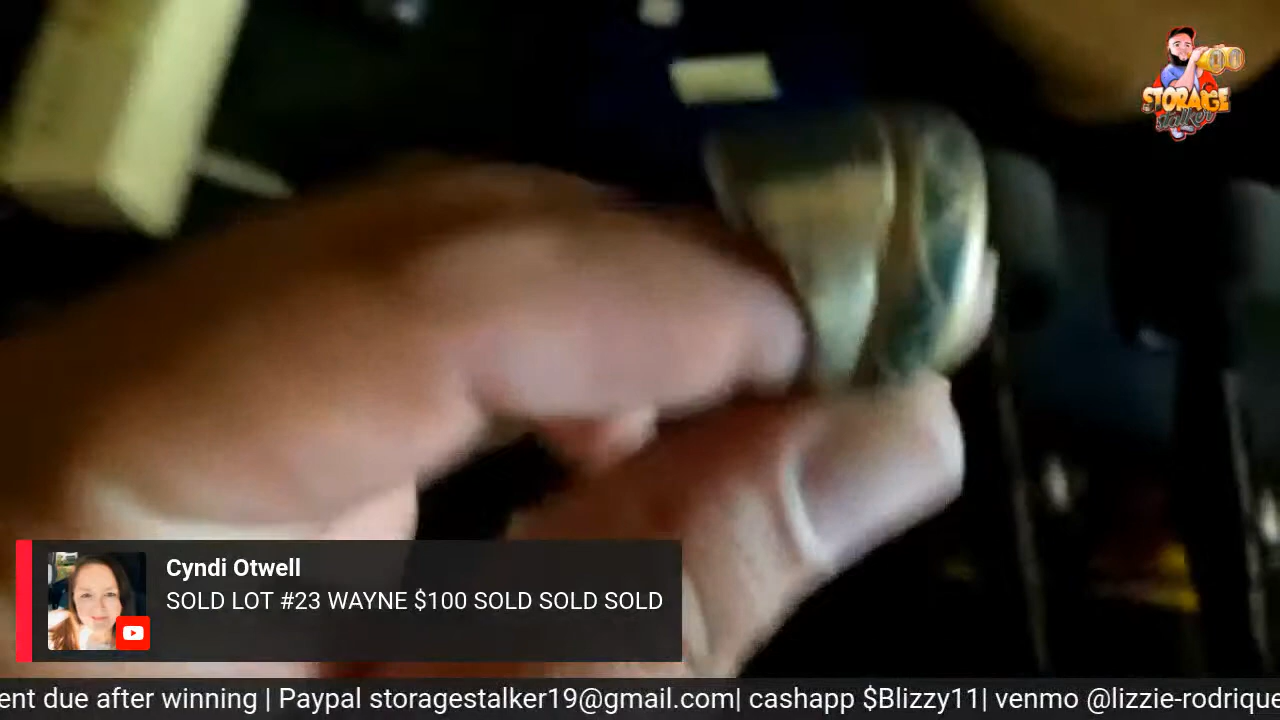 STORAGE
stalker
Cyndi Otwell
SOLD LOT #23 WAYNE $100 SOLD SOLD SOLD
ent due after winning | Paypal storagestalker19@gmail.com| cashapp $Blizzy11| venmo @lizzie-rodrique